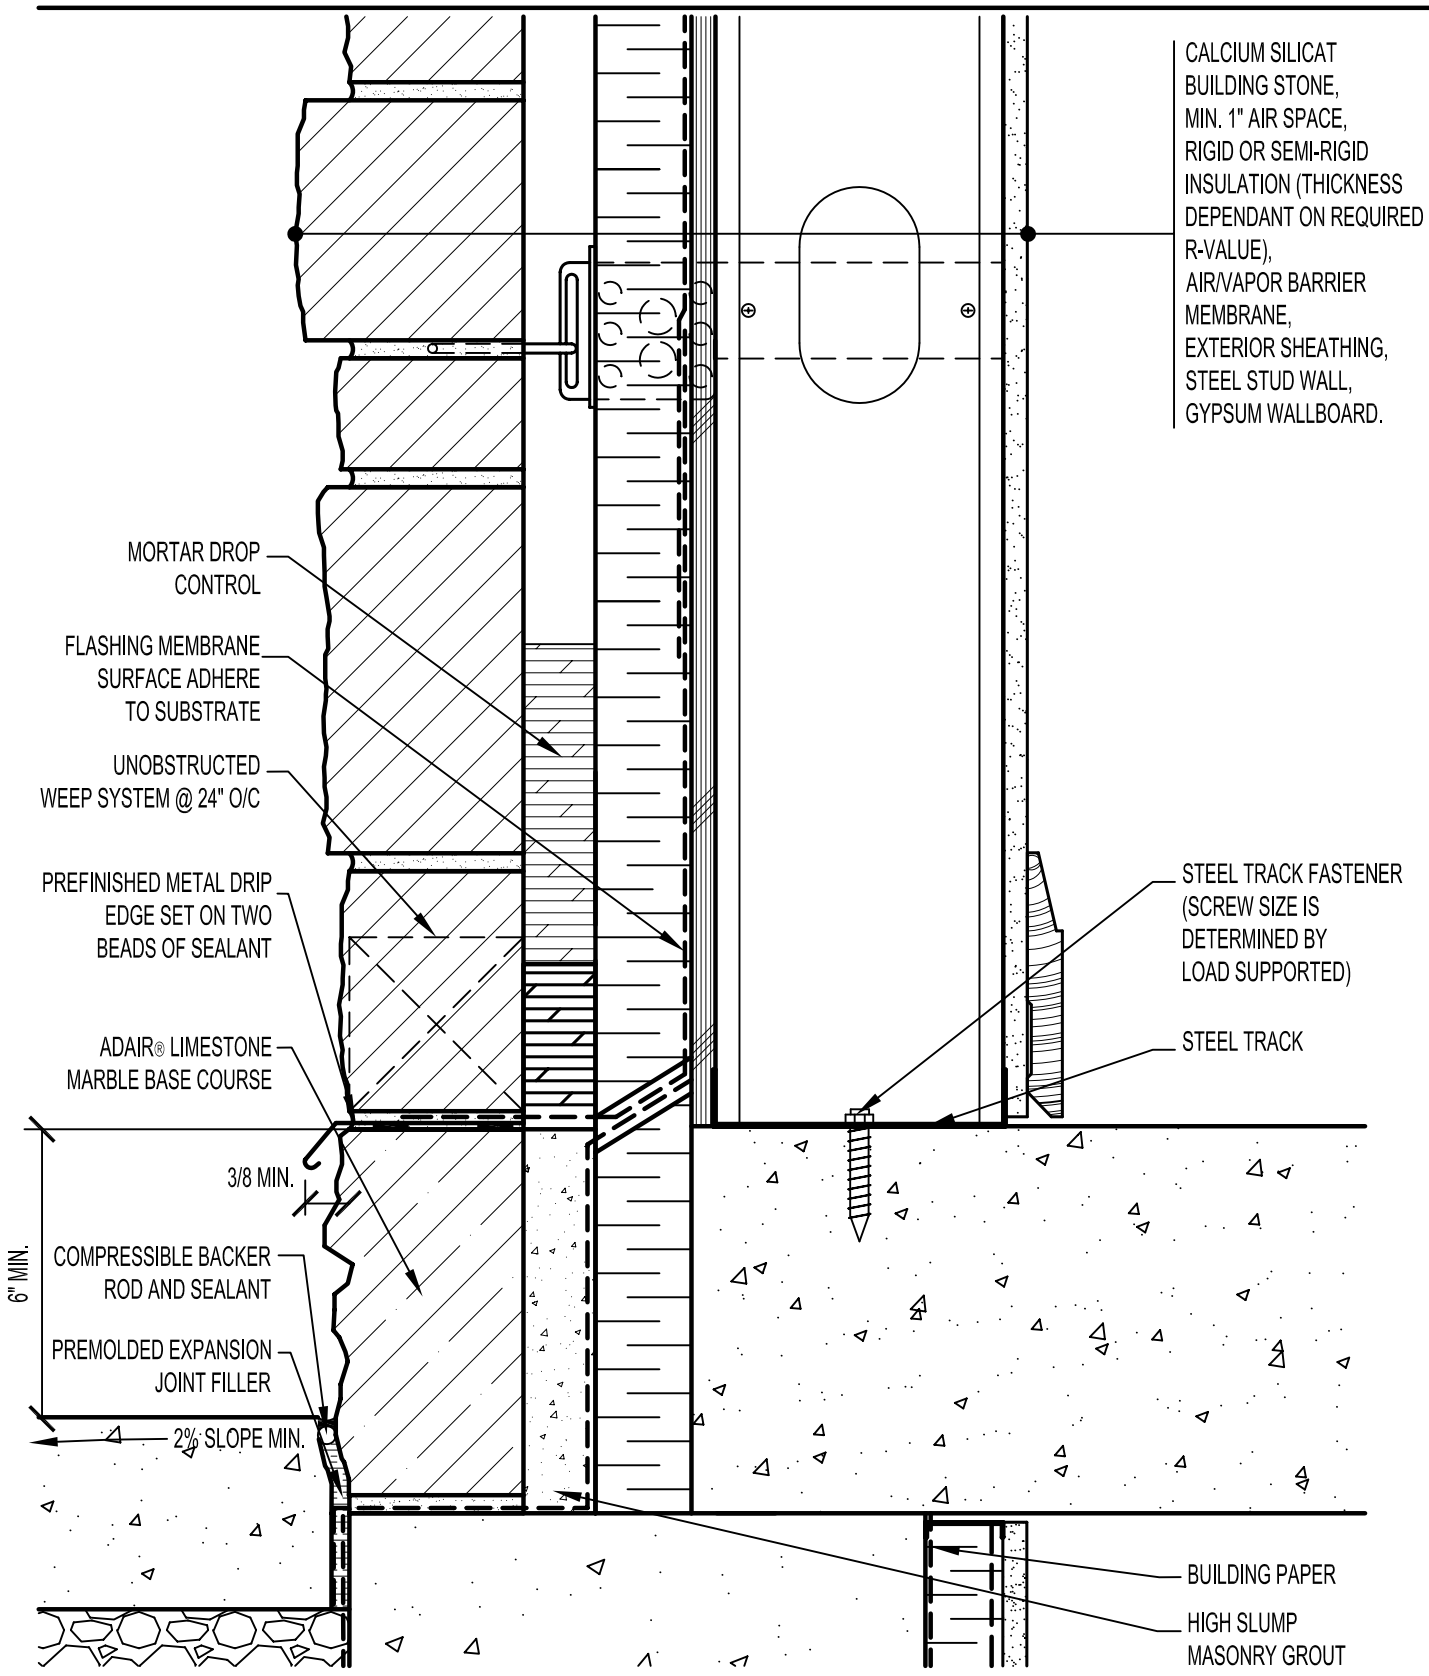 CALCIUM SILICAT
BUILDING STONE,
MIN. 1" AIR SPACE,
RIGID OR SEMI-RIGID
INSULATION (THICKNESS
DEPENDANT ON REQUIRED
R-VALUE),
AIR/VAPOR BARRIER
MEMBRANE,
EXTERIOR SHEATHING,
STEEL STUD WALL,
GYPSUM WALLBOARD.
MORTAR DROP
CONTROL
FLASHING MEMBRANE
SURFACE ADHERE
TO SUBSTRATE
UNOBSTRUCTED
WEEP SYSTEM @ 24" O/C
PREFINISHED METAL DRIP
EDGE SET ON TWO
BEADS OF SEALANT
ADAIR® LIMESTONE
MARBLE BASE COURSE
3/8 MIN.
6" MIN.
COMPRESSIBLE BACKER
ROD AND SEALANT
PREMOLDED EXPANSION
JOINT FILLER
2% SLOPE MIN.
STEEL TRACK FASTENER
(SCREW SIZE IS
DETERMINED BY
LOAD SUPPORTED)
STEEL TRACK
BUILDING PAPER
HIGH SLUMP
MASONRY GROUT